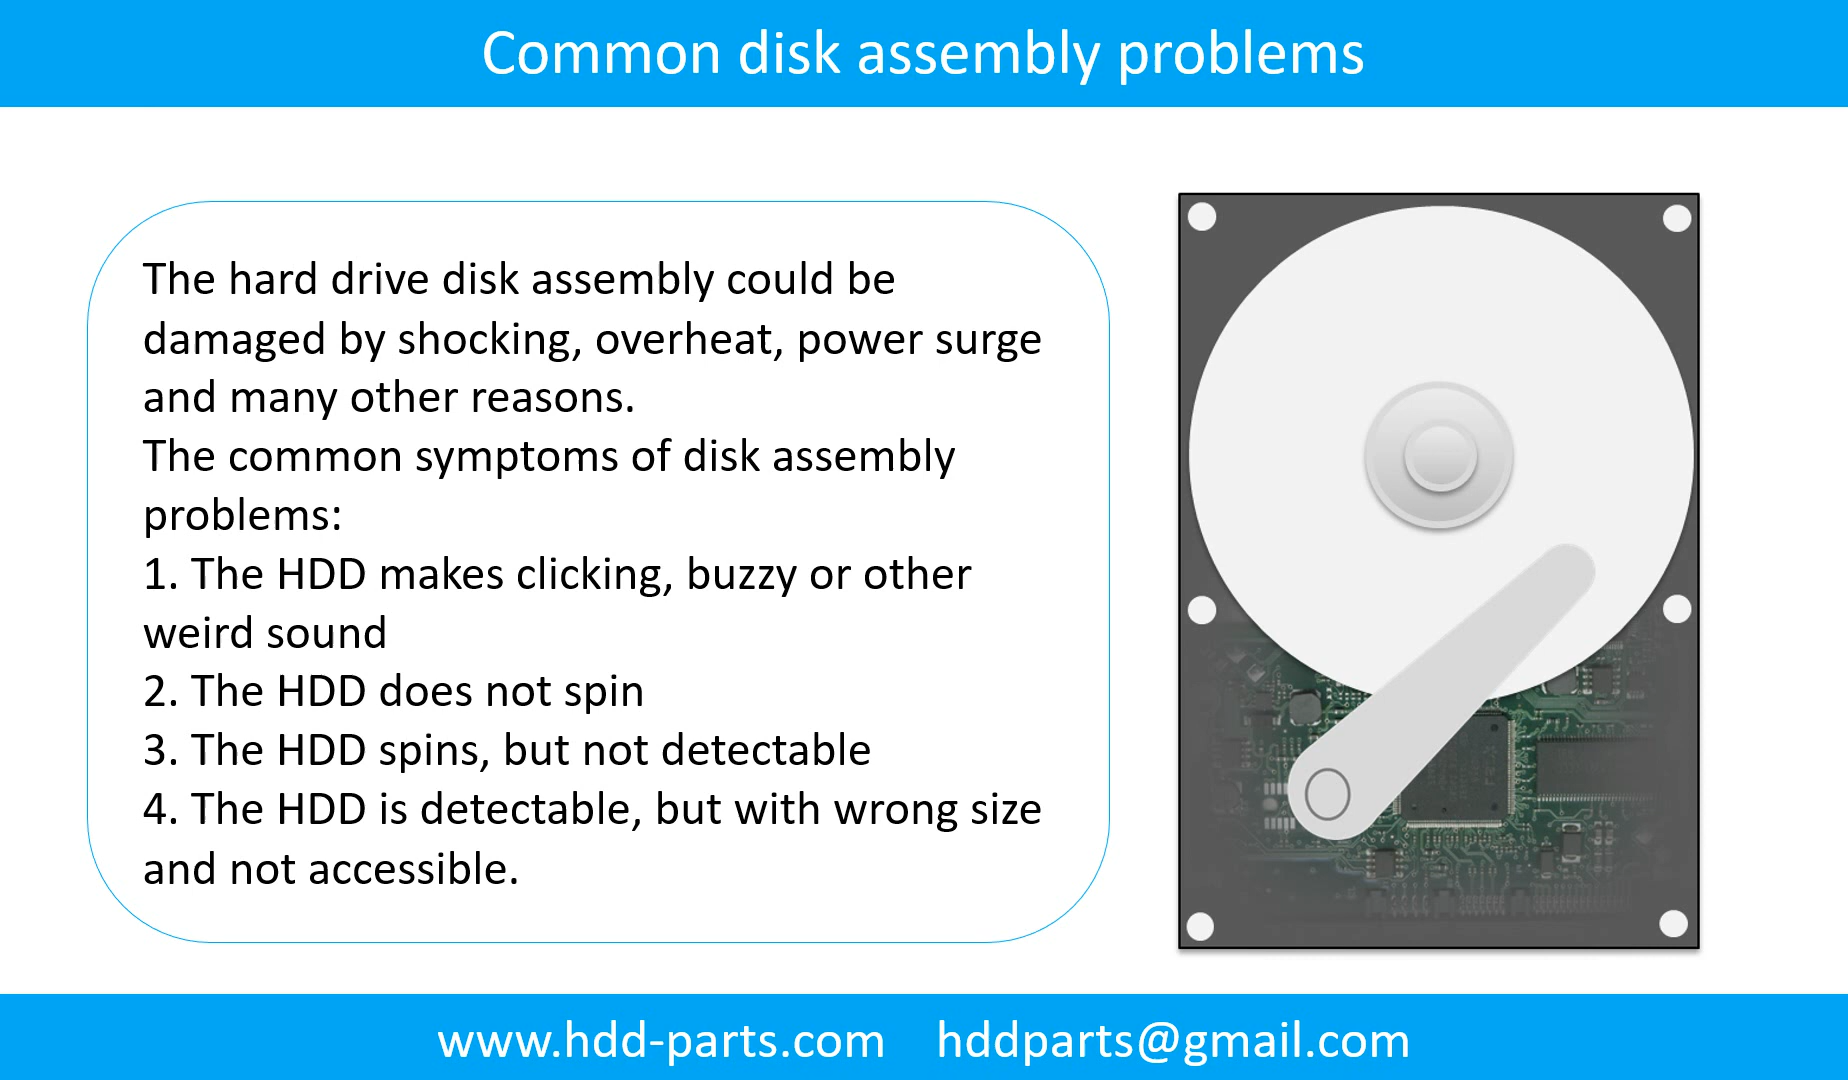 Common disk assembly problems
The hard drive disk assembly could be
damaged by shocking, overheat, power surge
and many other reasons.
The common symptoms of disk assembly
problems:
1. The HDD makes clicking, buzzy or other
weird sound
2. The HDD does not spin
3. The HDD spins, but not detectable
4. The HDD is detectable, but with wrong size
and not accessible.
www.hdd-parts.com hddparts@gmail.com